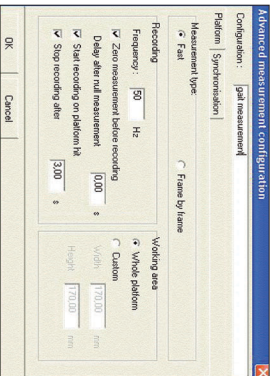 Advanced measurement configuration
Configuration : gait measurement
Platform Synchronisation
Measurement type:
Fast Frame by frame
Recording
Frequency : 50 Hz
Zero measurement before recording
Delay after null measurement 0,00 s
Start recording on platform hit
Stop recording after 3,00 s
Working area
Whole platform
Custom
Width 170,00 mm
Height 170,00 mm
OK Cancel